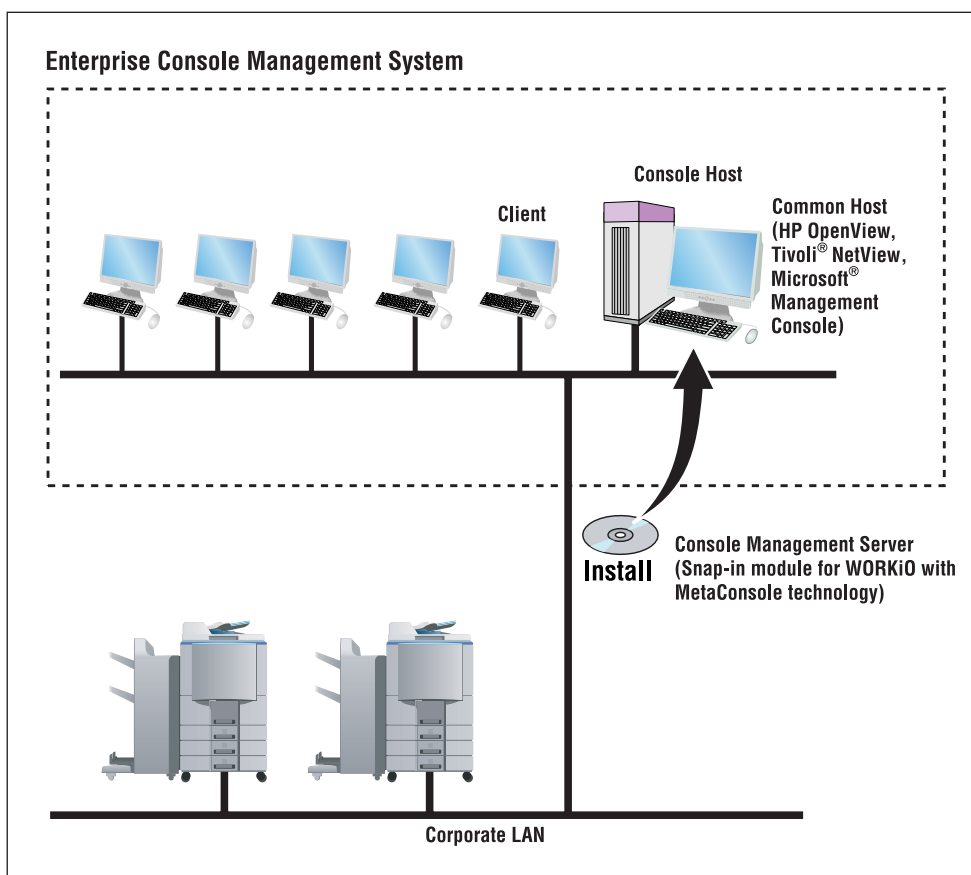 Enterprise Console Management System
Console Host
Client
Common Host
(HP OpenView,
Tivoli® NetView,
Microsoft®
Management
Console)
Install
Console Management Server
(Snap-in module for WORKiO with
MetaConsole technology)
Corporate LAN